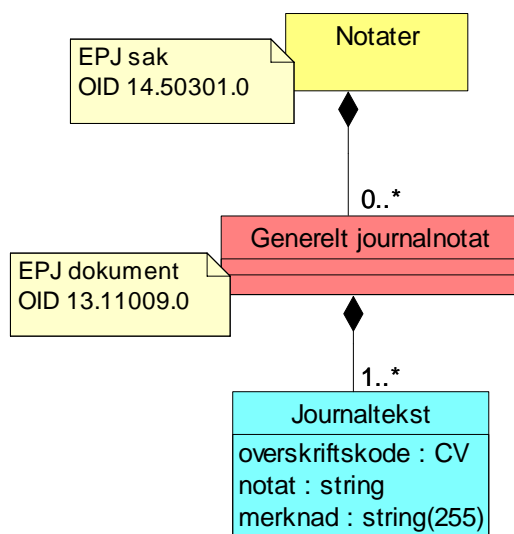 Notater
EPJ sak
OID 14.50301.0
0..*
Generelt journalnotat
EPJ dokument
OID 13.11009.0
1..*
Journaltekst
overskriftskode : CV
notat : string
merknad : string(255)